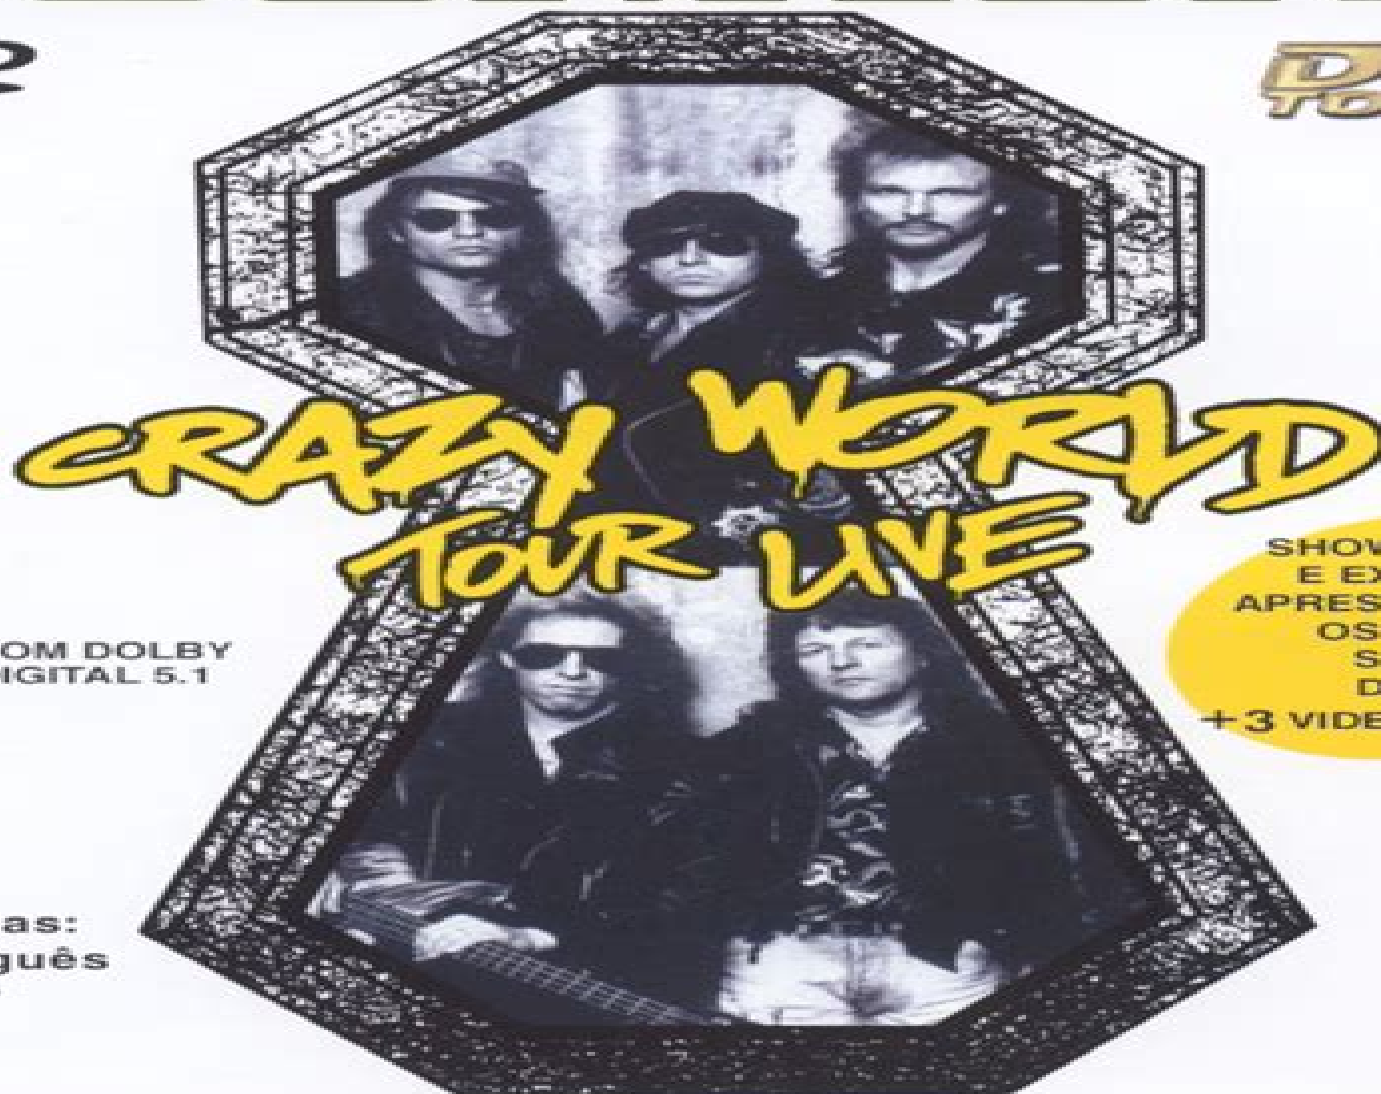 CRAZY WORLD
TOUR LIVE
OM DOLBY
IGITAL 5.1
SHOW
E EX
APRES
OS
S
D
+3 VIDE
as:
guês